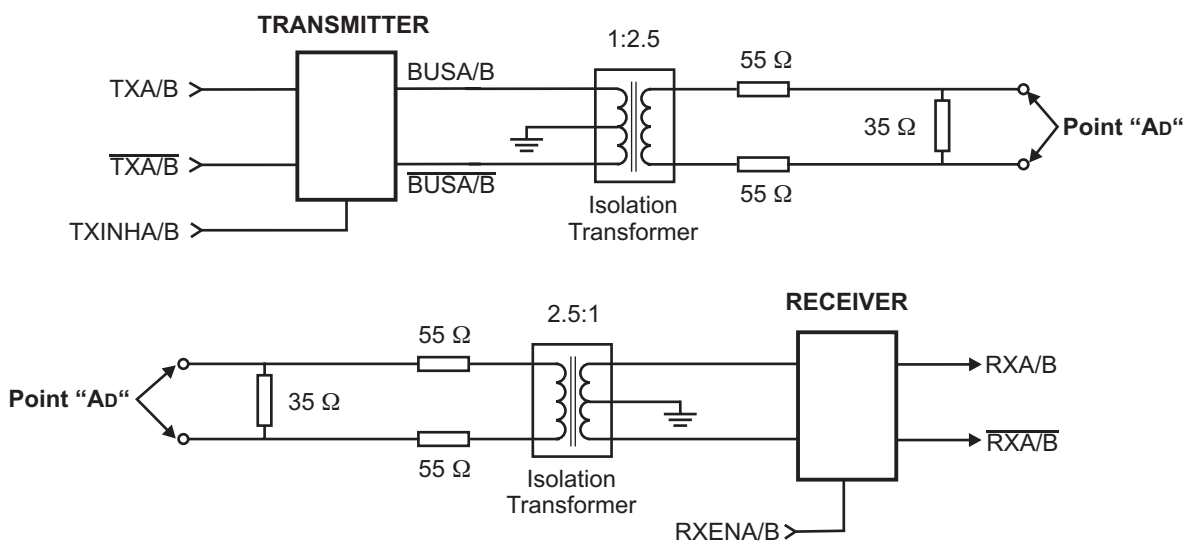 TRANSMITTER
1:2.5
55 Ω
TXA/B
BUSA/B
35 Ω
Point “AD“
TXA/B
BUSA/B
55 Ω
Isolation
Transformer
TXINHA/B
RECEIVER
2.5:1
55 Ω
RXA/B
Point “AD“
35 Ω
RXA/B
55 Ω
Isolation
Transformer
RXENA/B